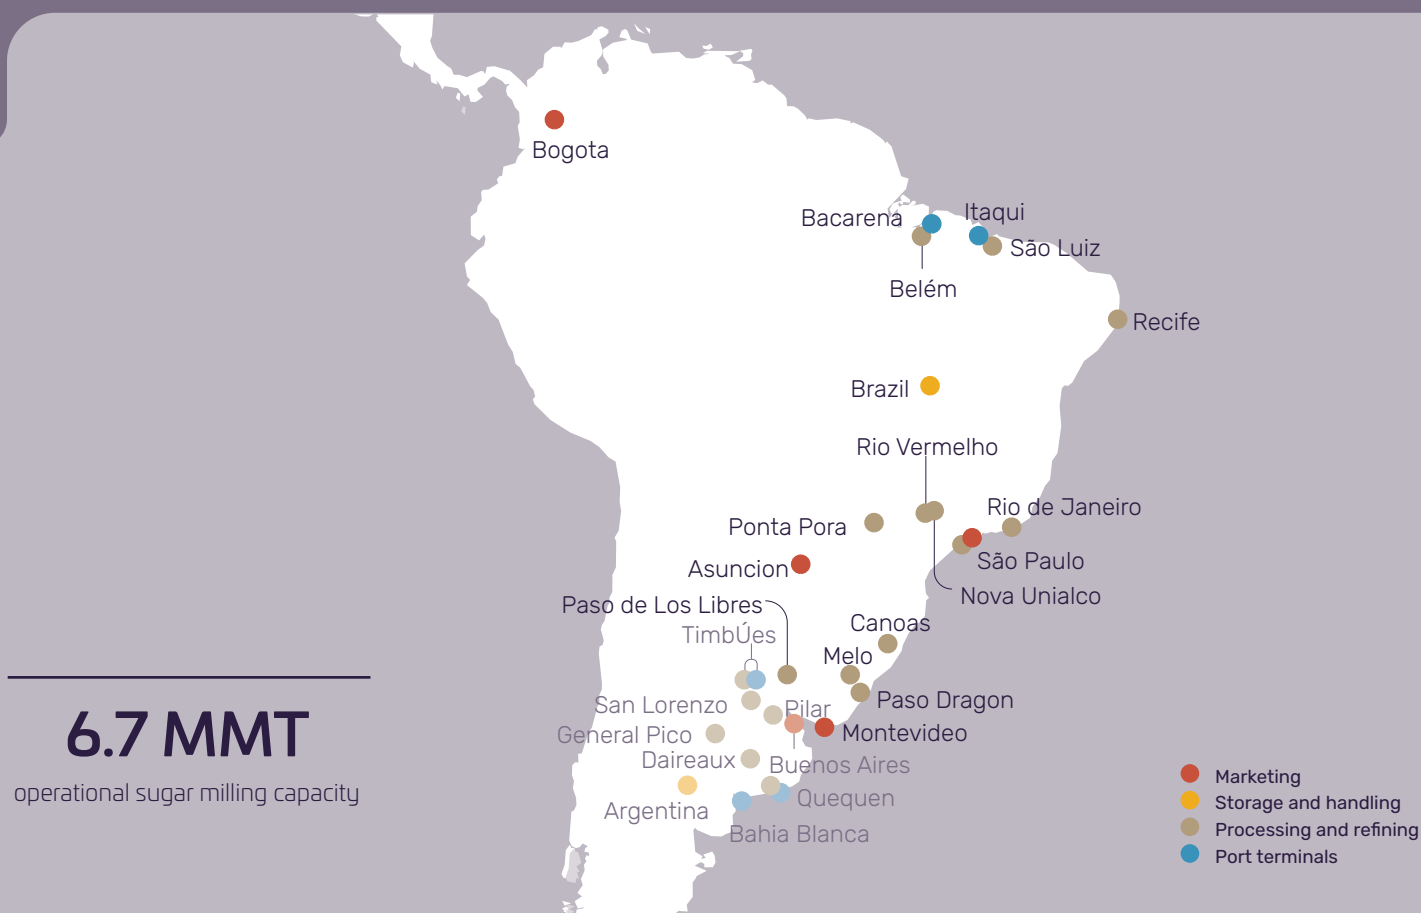 Bogota
Bacarena
Itaqui
São Luiz
Belém
Recife
Brazil
Rio Vermelho
Rio de Janeiro
Ponta Pora
São Paulo
Asuncion
Nova Unialco
Paso de Los Libres
Canoas
TimbÚes
Melo
San Lorenzo
Pilar
Paso Dragon
General Pico
Montevideo
Daireaux
Buenos Aires
Argentina
Quequen
Bahia Blanca
6.7 MMT
operational sugar milling capacity
Marketing
Storage and handling
Processing and refining
Port terminals